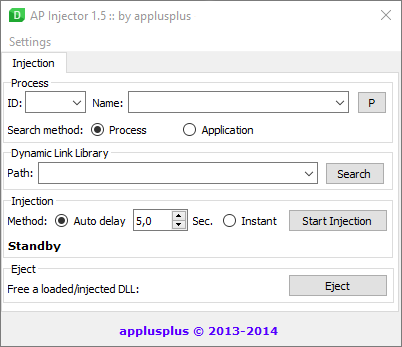 AP Injector 1.5 :: by applusplus
Settings
Injection
Process
ID: Name: P
Search method: Process Application
Dynamic Link Library
Path: Search
Injection
Method: Auto delay 5,0 Sec. Instant Start Injection
Standby
Eject
Free a loaded/injected DLL: Eject
applusplus © 2013-2014